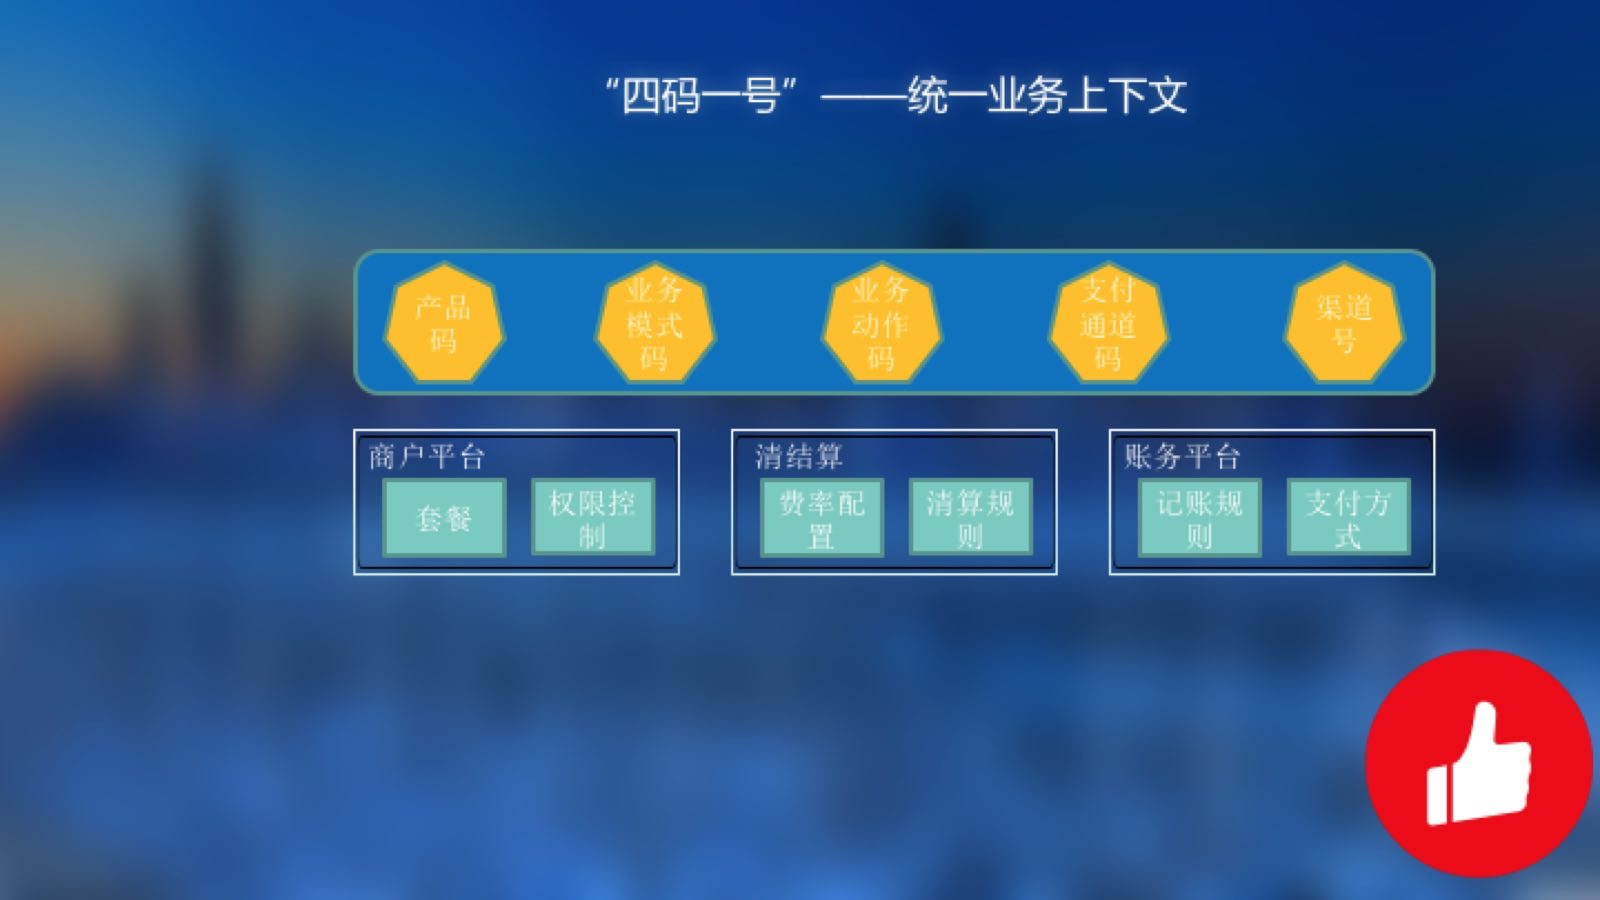 “四码一号”——统一业务上下文
产品
码
业务
模式
码
业务
动作
码
支付
通道
码
渠道
号
商户平台
套餐
权限控
制
清结算
费率配
置
清算规
则
账务平台
记账规
则
支付方
式